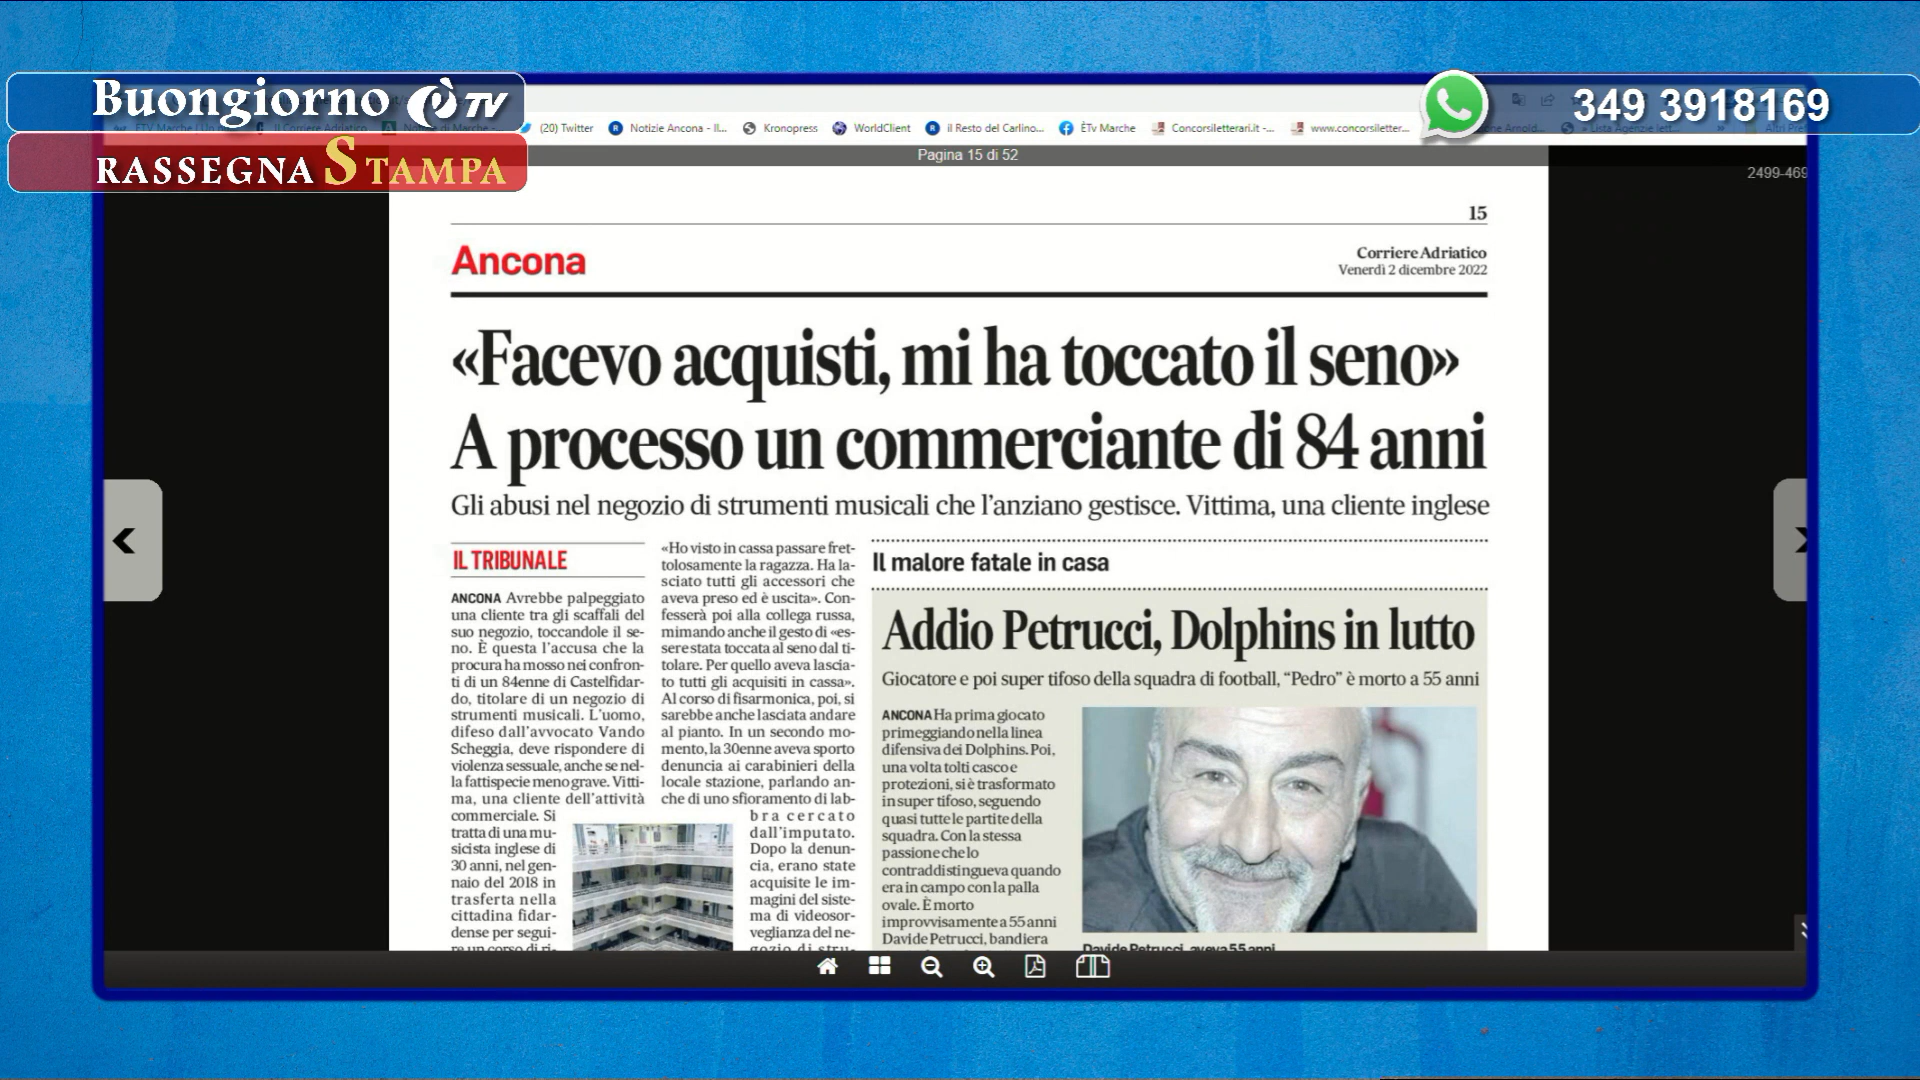 Buongiorno èTV
RASSEGNA STAMPA
349 3918169
(20) Twitter
Notizie Ancona - Il...
Kronopress
WorldClient
il Resto del Carlino...
ÈTv Marche
Concorsiletterari.it -...
www.concorsiletter...
Pagina 15 di 52
2499-469
15
Ancona
Corriere Adriatico
Venerdì 2 dicembre 2022
«Facevo acquisti, mi ha toccato il seno»
A processo un commerciante di 84 anni
Gli abusi nel negozio di strumenti musicali che l'anziano gestisce. Vittima, una cliente inglese
IL TRIBUNALE
ANCONA Avrebbe palpeggiato
una cliente tra gli scaffali del
suo negozio, toccandole il se-
no. È questa l'accusa che la
procura ha mosso nei confron-
ti di un 84enne di Castelfidar-
do, titolare di un negozio di
strumenti musicali. L'uomo,
difeso dall'avvocato Vando
Scheggia, deve rispondere di
violenza sessuale, anche se nel-
la fattispecie meno grave. Vitti-
ma, una cliente dell'attività
commerciale. Si
tratta di una mu-
sicista inglese di
30 anni, nel gen-
naio del 2018 in
trasferta nella
cittadina fidar-
dense per segui-
re un corso di ri-
«Ho visto in cassa passare fret-
tolosamente la ragazza. Ha la-
sciato tutti gli accessori che
aveva preso ed è uscita». Con-
fesserà poi alla collega russa,
mimando anche il gesto di «es-
sere stata toccata al seno dal ti-
tolare. Per quello aveva lascia-
to tutti gli acquisiti in cassa».
Al corso di fisarmonica, poi, si
sarebbe anche lasciata andare
al pianto. In un secondo mo-
mento, la 30enne aveva sporto
denuncia ai carabinieri della
locale stazione, parlando an-
che di uno sfioramento di lab-
bra cercato
dall'imputato.
Dopo la denun-
cia, erano state
acquisite le im-
magini del siste-
ma di videosor-
veglianza del ne-
gozio di stru-
Il malore fatale in casa
Addio Petrucci, Dolphins in lutto
Giocatore e poi super tifoso della squadra di football, "Pedro" è morto a 55 anni
ANCONA Ha prima giocato
primeggiando nella linea
difensiva dei Dolphins. Poi,
una volta tolti casco e
protezioni, si è trasformato
in super tifoso, seguendo
quasi tutte le partite della
squadra. Con la stessa
passione che lo
contraddistingueva quando
era in campo con la palla
ovale. È morto
improvvisamente a 55 anni
Davide Petrucci, bandiera
Davide Petrucci, aveva 55 anni